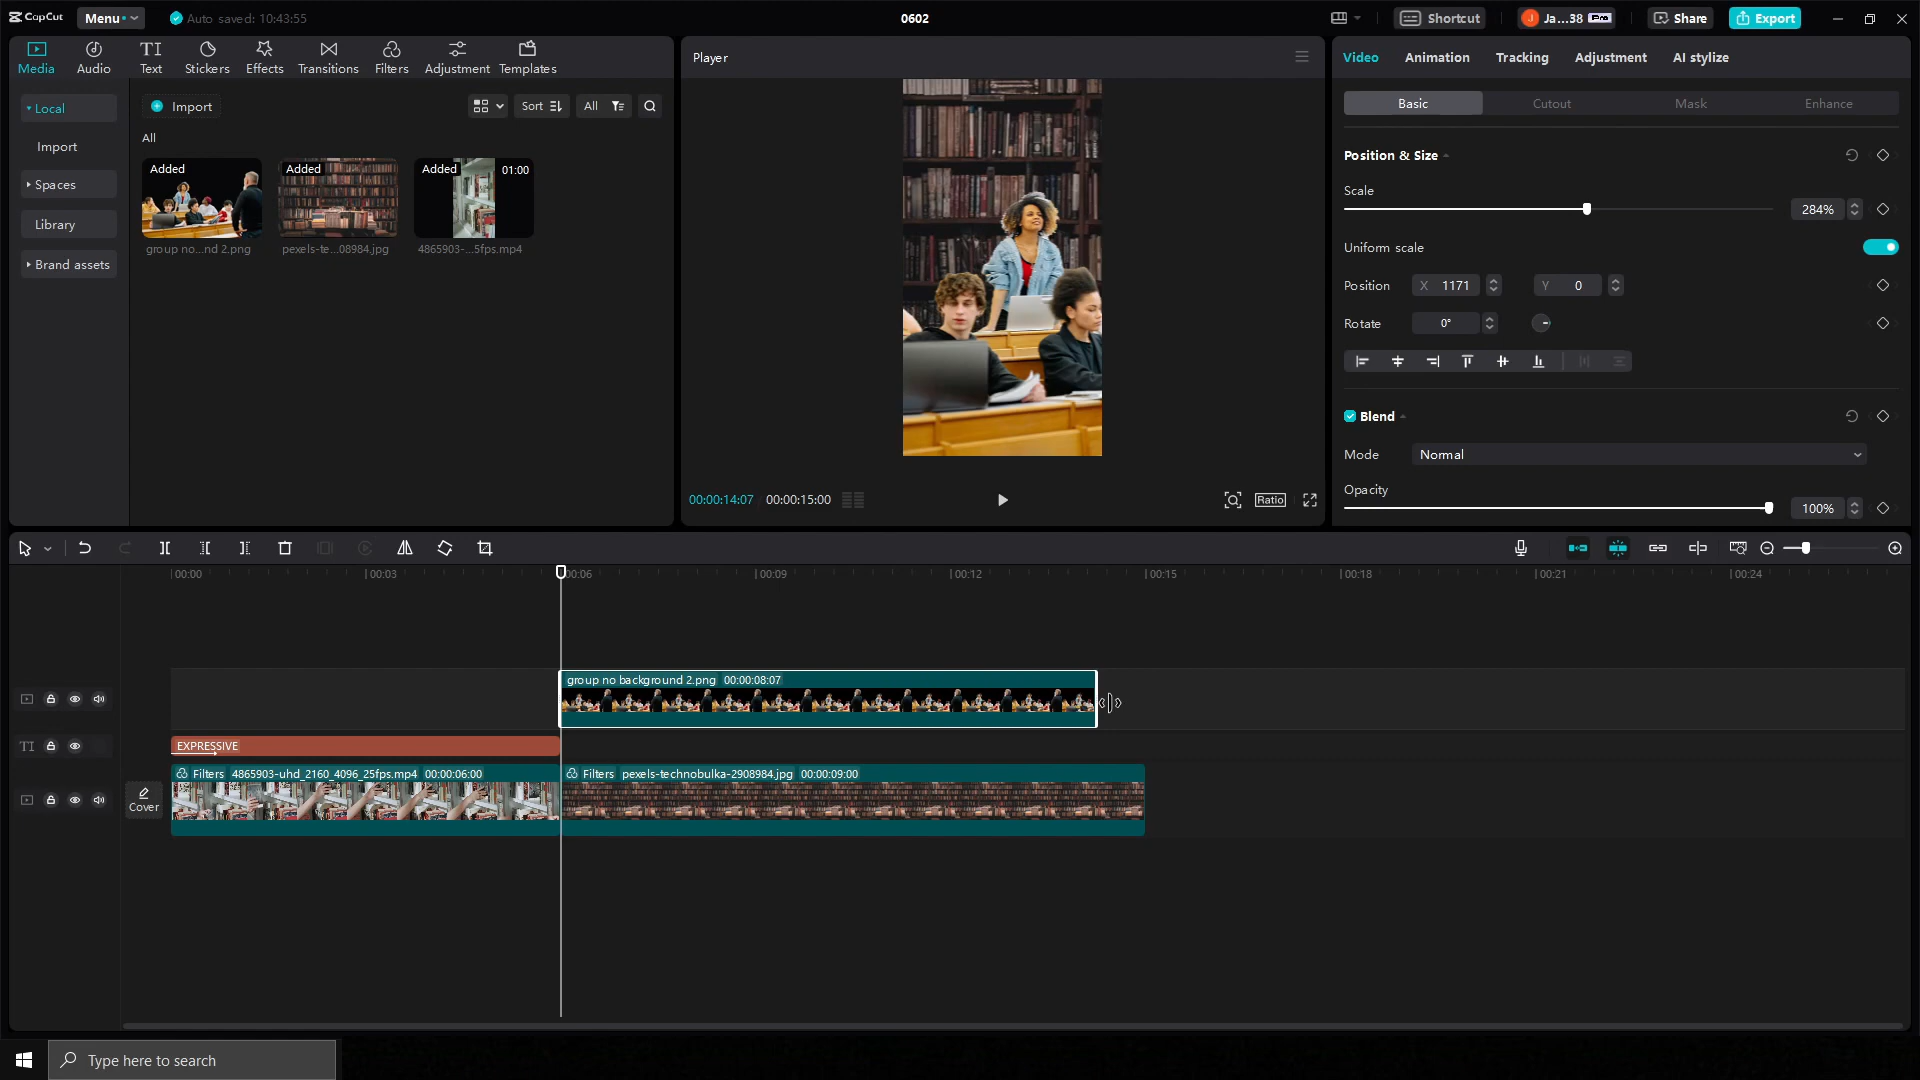 CapCut Menu Auto saved: 10:43:55 0602 Shortcut J Ja...38 Pro Share Export
Media Audio TI Text Stickers Effects Transitions Filters Adjustment Templates
Local
Import
Spaces
Library
Brand assets
Import Sort All
All
Added Added Added 01:00
group no...nd 2.png pexels-te...08984.jpg 4865903-...5fps.mp4
Player
00:00:14:07 00:00:15:00 Ratio
Video Animation Tracking Adjustment AI stylize
Basic Cutout Mask Enhance
Position & Size
Scale
284%
Uniform scale
Position X 1171 Y 0
Rotate 0°
Blend
Mode Normal
Opacity
100%
00:00 00:03 00:06 00:09 00:12 00:15 00:18 00:21 00:24
group no background 2.png 00:00:08:07
TI EXPRESSIVE
Filters 4865903-uhd_2160_4096_25fps.mp4 00:00:06:00 Filters pexels-technobulka-2908984.jpg 00:00:09:00
Cover
Type here to search